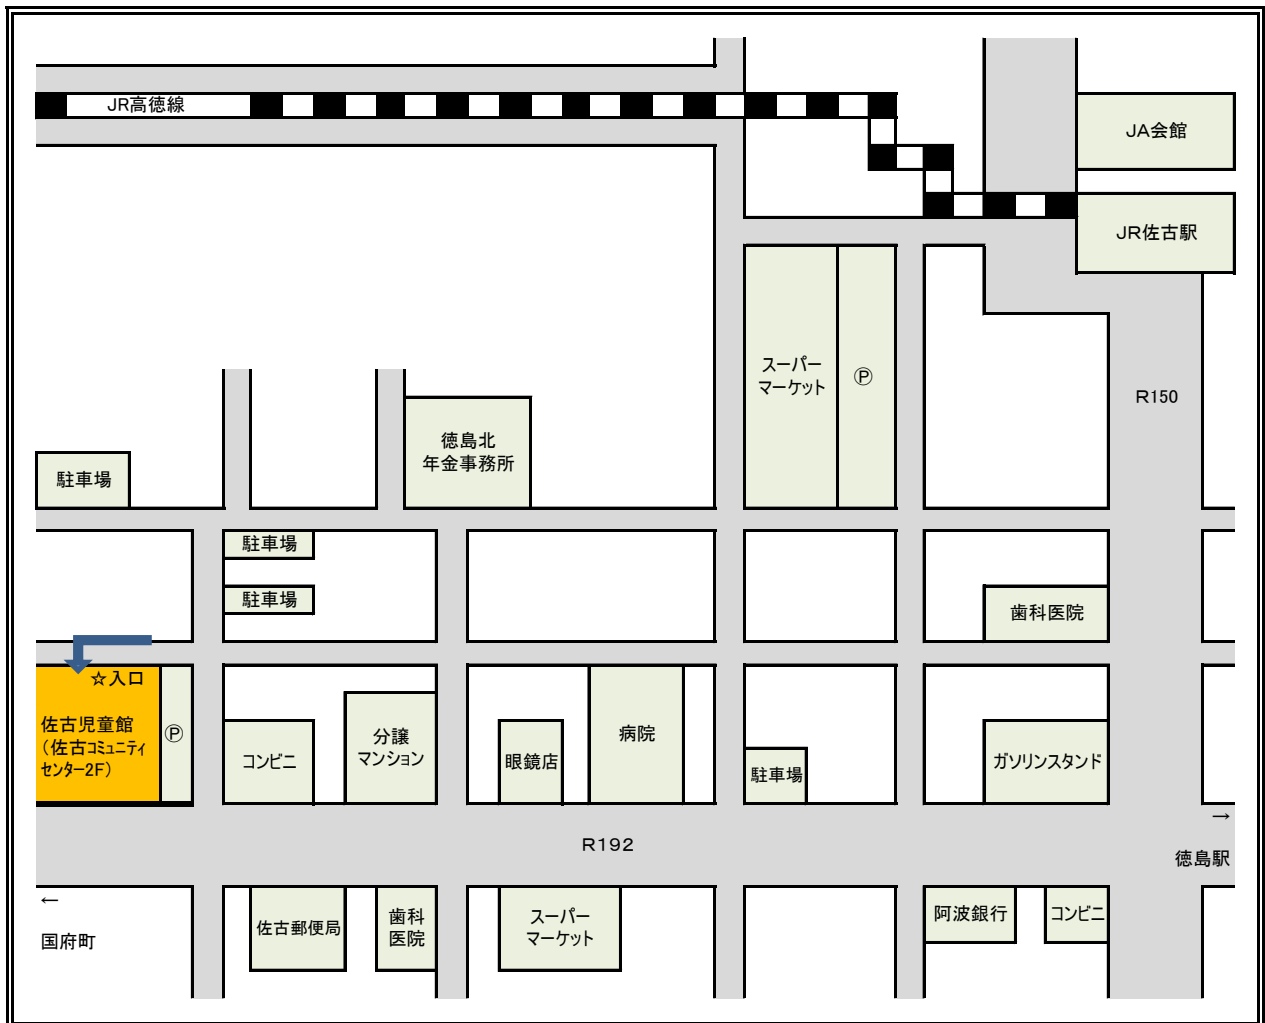 JR高徳線
JA会館
JR佐古駅
スーパー
マーケット
Ⓟ
R150
徳島北
年金事務所
駐車場
駐車場
駐車場
歯科医院
☆入口
佐古児童館
（佐古コミュニティ
センター2F）
Ⓟ
コンビニ
分譲
マンション
眼鏡店
病院
駐車場
ガソリンスタンド
→
R192
徳島駅
←
国府町
佐古郵便局
歯科
医院
スーパー
マーケット
阿波銀行
コンビニ